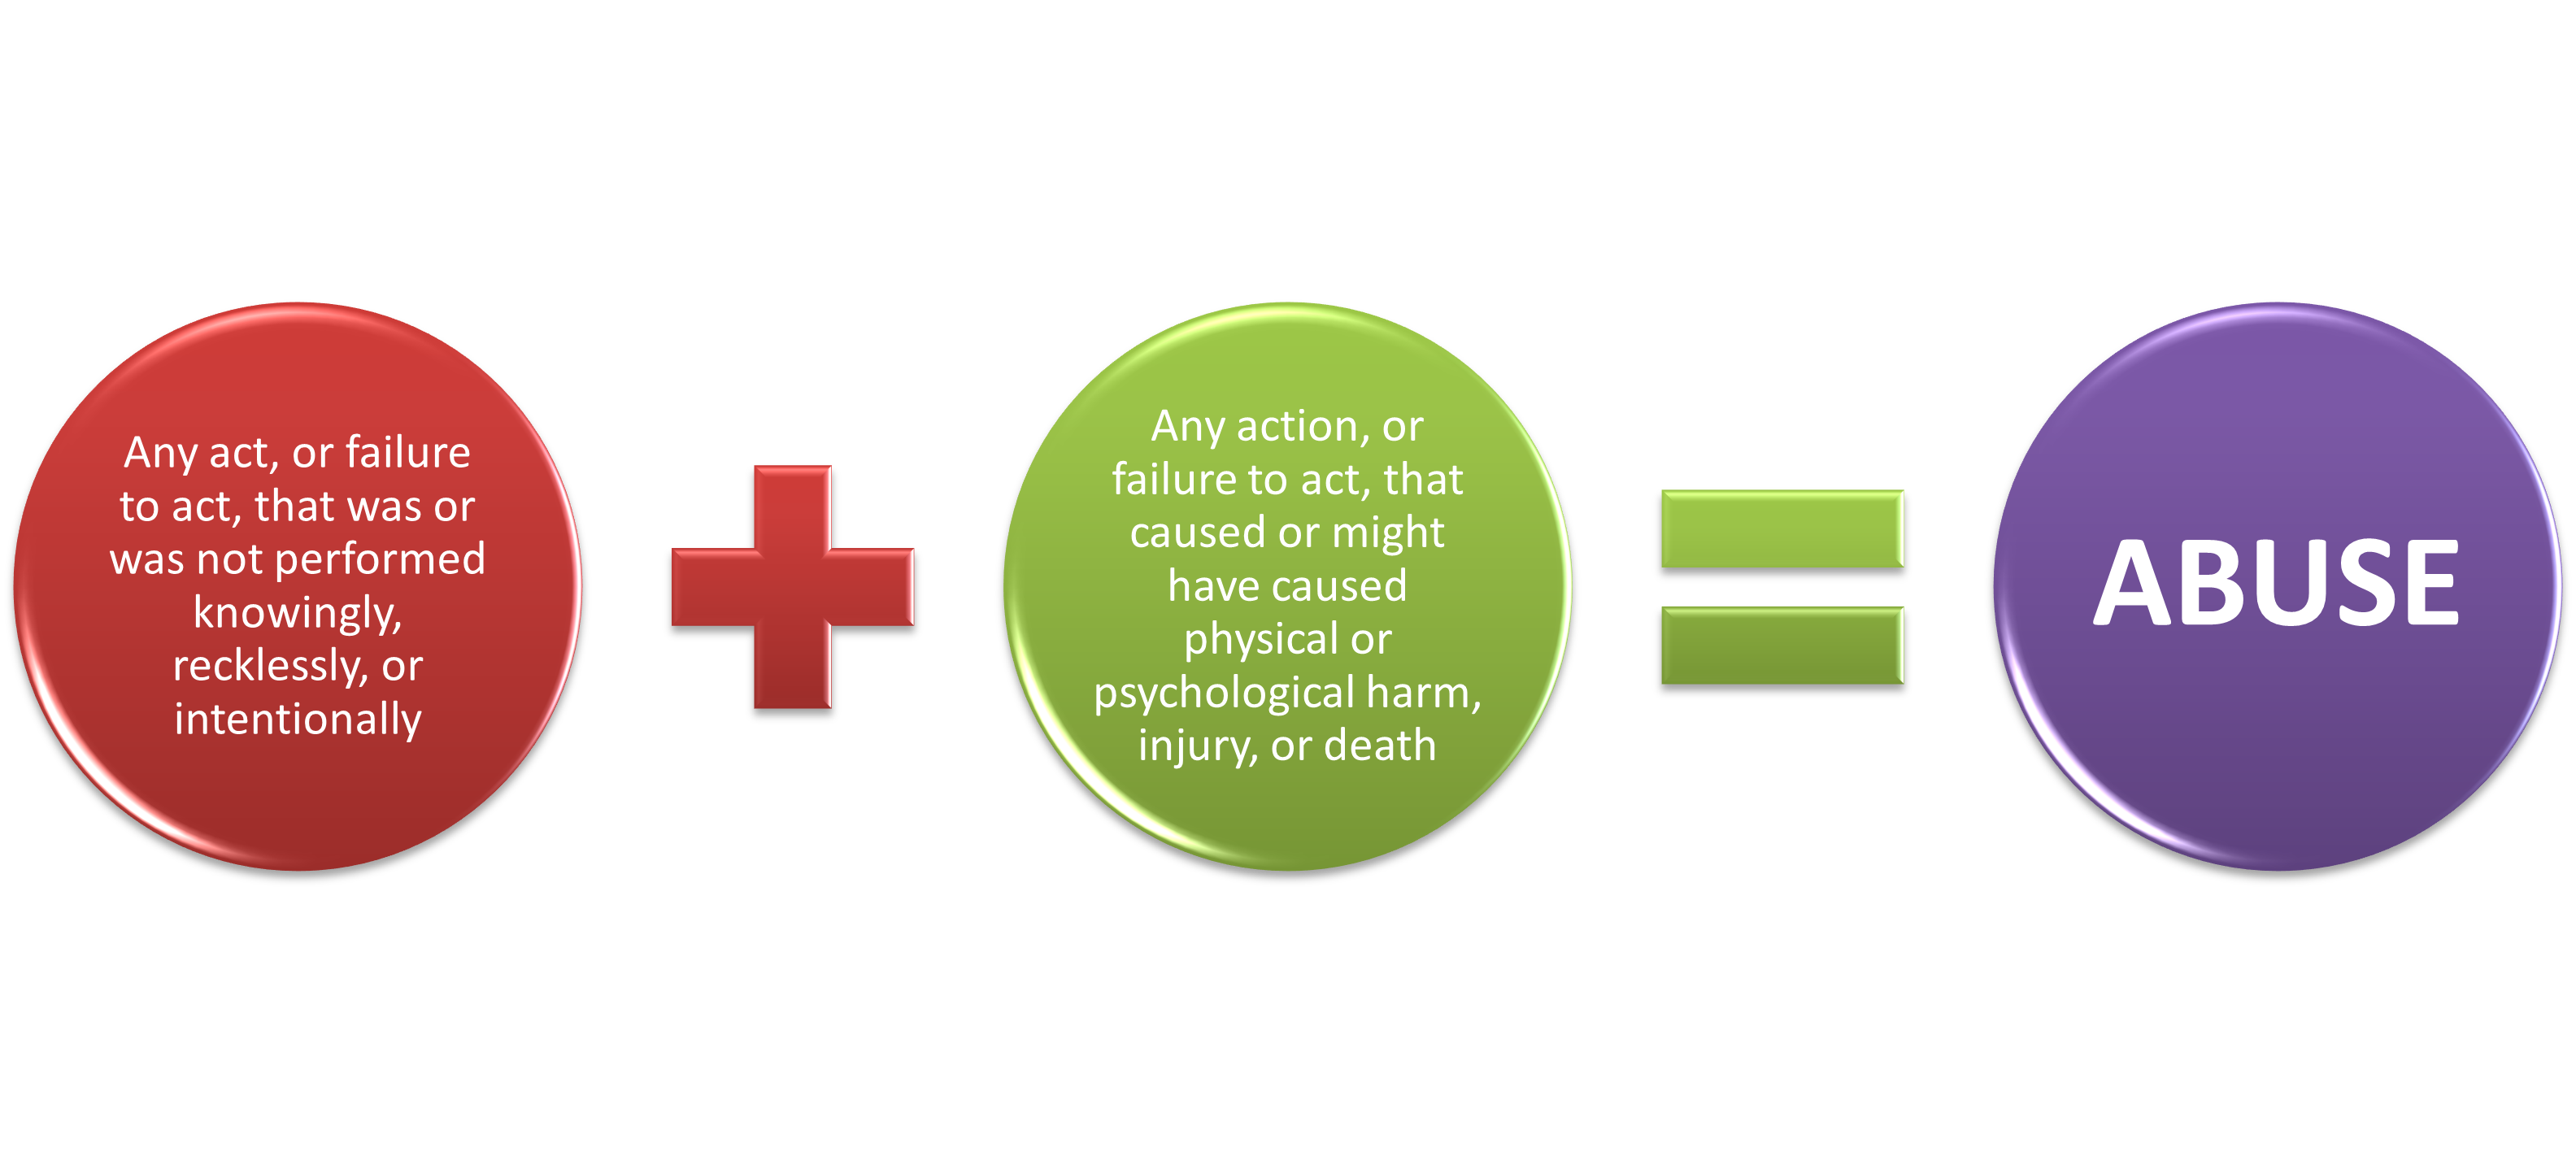 Any act, or failure
to act, that was or
was not performed
knowingly,
recklessly, or
intentionally
Any action, or
failure to act, that
caused or might
have caused
physical or
psychological harm,
injury, or death
ABUSE